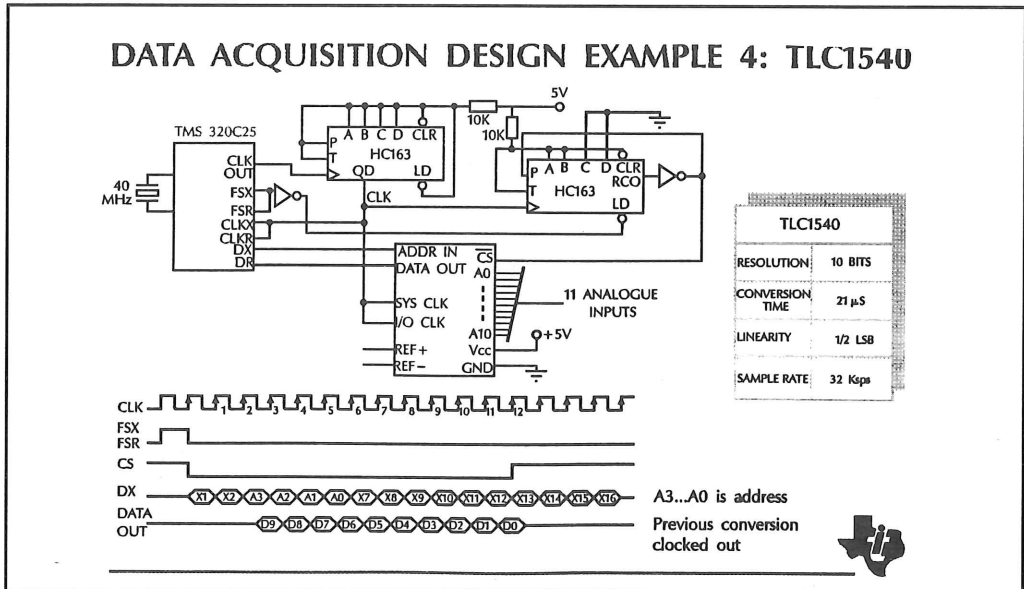 DATA ACQUISITION DESIGN EXAMPLE 4: TLC1540
5V
10K
10K
TMS 320C25
40
MHz
CLK
OUT
FSX
FSR
CLKX
CLKR
DX
DR
A B C D CLR
P
T
HC163
QD LD
CLK
A B C D CLR
P
RCO
T
HC163
LD
ADDR IN
DATA OUT
SYS CLK
I/O CLK
REF+
REF−
CS
A0
A10
Vcc
GND
11 ANALOGUE
INPUTS
+5V
TLC1540
RESOLUTION 10 BITS
CONVERSION
TIME 21 µS
LINEARITY 1/2 LSB
SAMPLE RATE 32 Ksps
CLK 1 2 3 4 5 6 7 8 9 10 11 12
FSX
FSR
CS
DX X1 X2 A3 A2 A1 A0 X7 X8 X9 X10 X11 X12 X13 X14 X15 X16
A3...A0 is address
DATA
OUT D9 D8 D7 D6 D5 D4 D3 D2 D1 D0
Previous conversion
clocked out